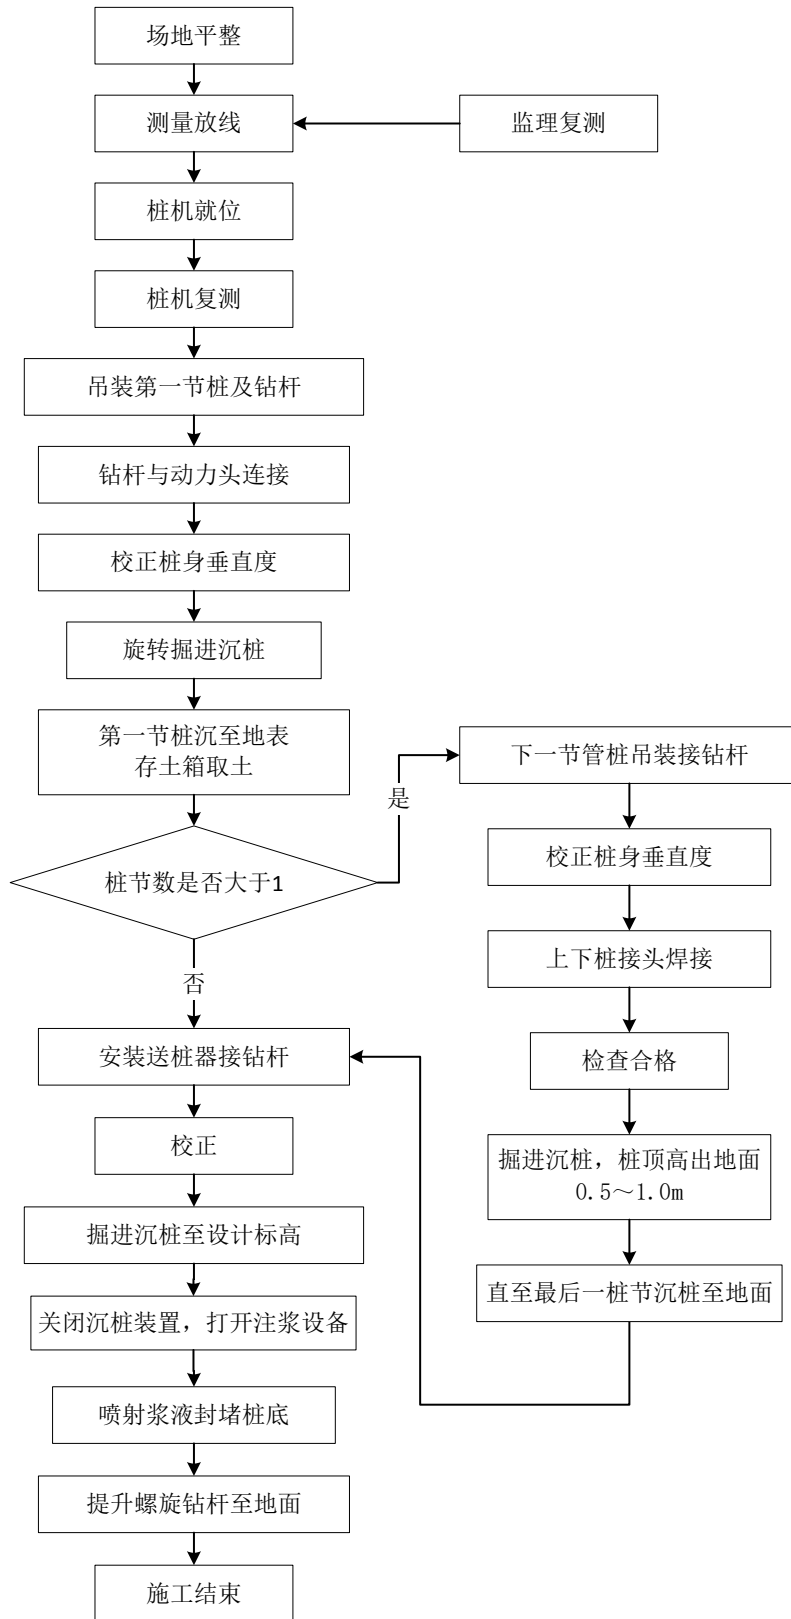 场地平整
测量放线
监理复测
桩机就位
桩机复测
吊装第一节桩及钻杆
钻杆与动力头连接
校正桩身垂直度
旋转掘进沉桩
第一节桩沉至地表
存土箱取土
桩节数是否大于1
是
否
下一节管桩吊装接钻杆
校正桩身垂直度
上下桩接头焊接
检查合格
掘进沉桩，桩顶高出地面
0.5～1.0m
直至最后一桩节沉桩至地面
安装送桩器接钻杆
校正
掘进沉桩至设计标高
关闭沉桩装置，打开注浆设备
喷射浆液封堵桩底
提升螺旋钻杆至地面
施工结束